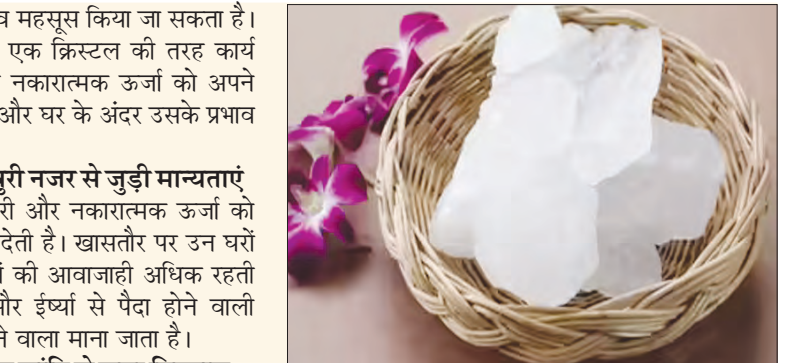 महसूस किया जा सकता है।
एक क्रिस्टल की तरह कार्य
नकारात्मक ऊर्जा को अपने
और घर के अंदर उसके प्रभाव
बुरी नजर से जुड़ी मान्यताएं
और नकारात्मक ऊर्जा को
देती है। खासतौर पर उन घरों
की आवाजाही अधिक रहती
और ईर्ष्या से पैदा होने वाली
वाला माना जाता है।